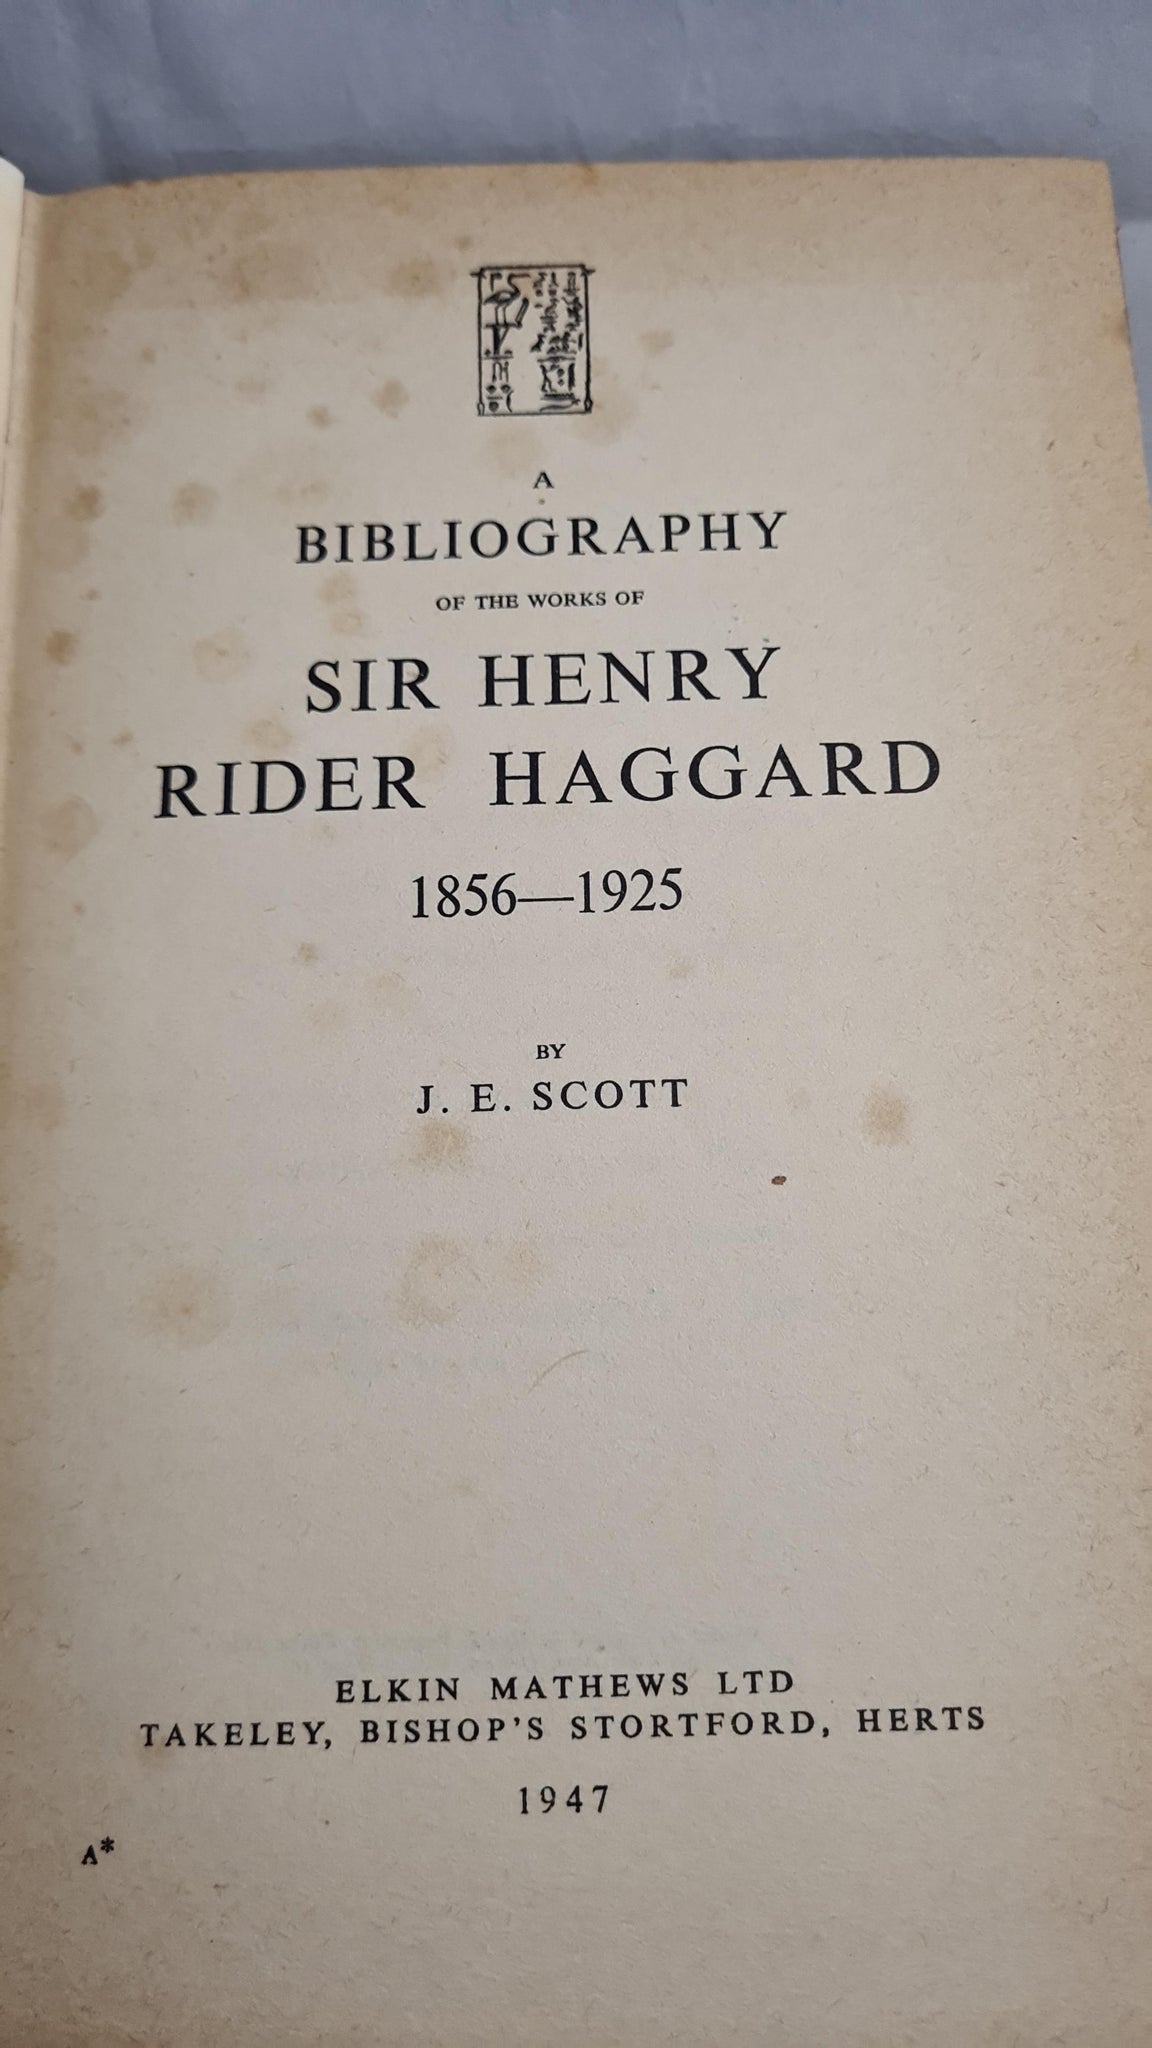 A
BIBLIOGRAPHY
OF THE WORKS OF
SIR HENRY
RIDER HAGGARD
1856—1925
BY
J. E. SCOTT
ELKIN MATHEWS LTD
TAKELEY, BISHOP'S STORTFORD, HERTS
1947
A*